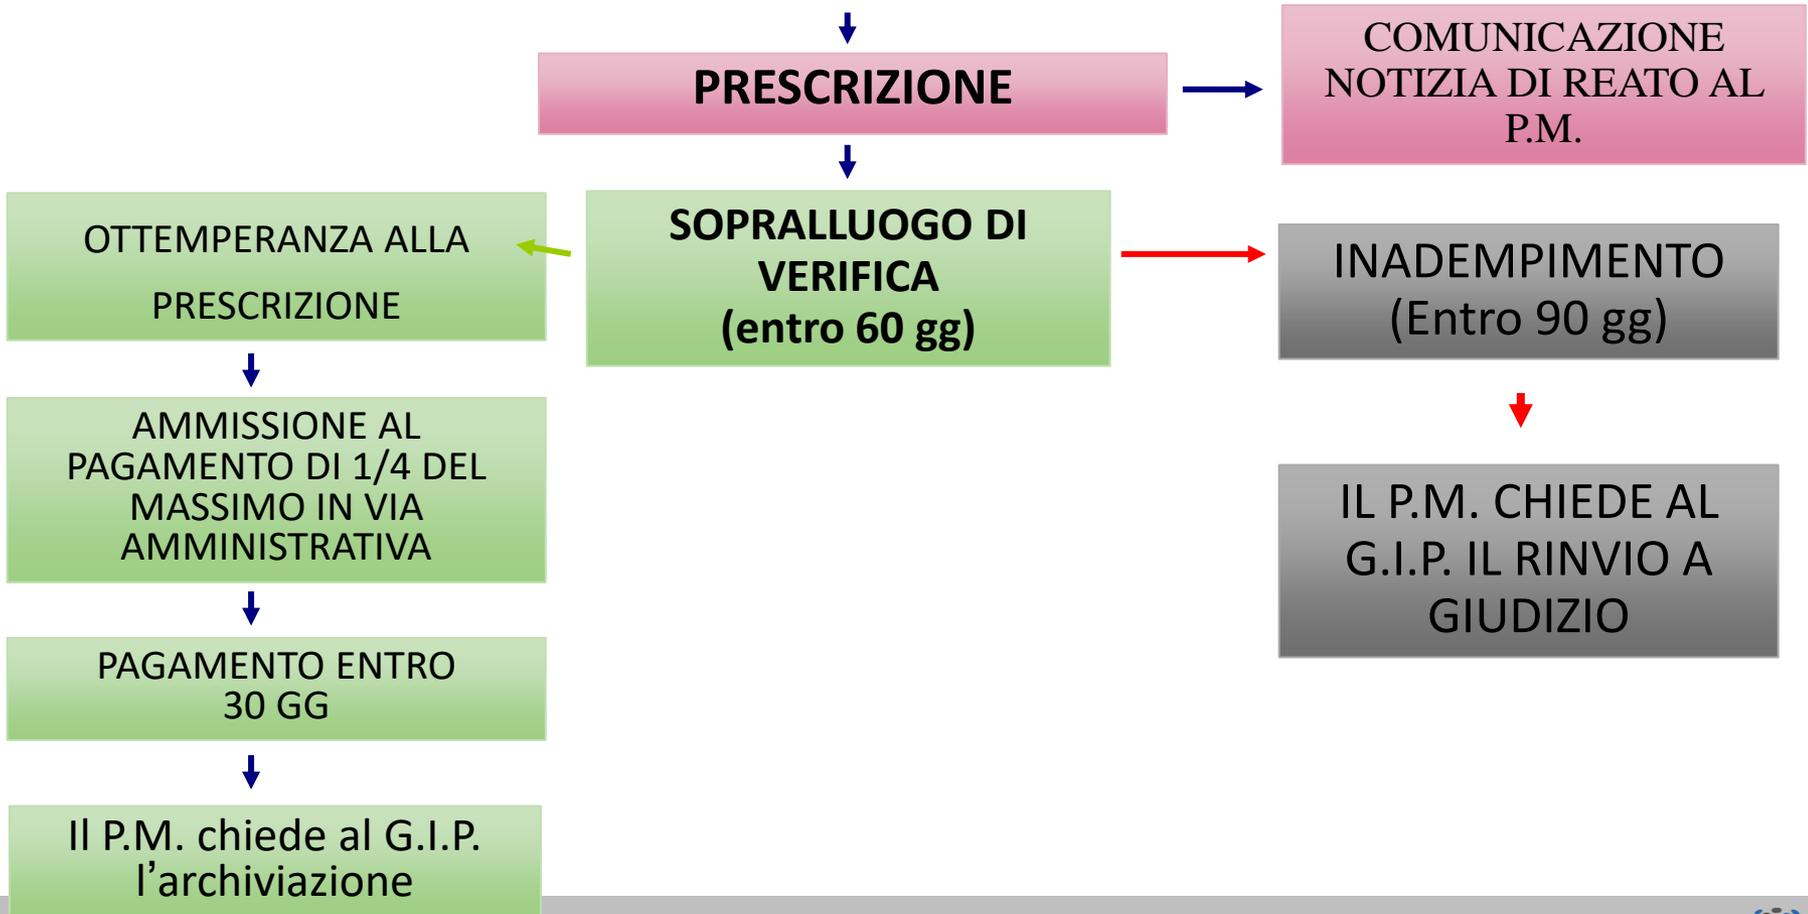 PRESCRIZIONE
COMUNICAZIONE
NOTIZIA DI REATO AL
P.M.
OTTEMPERANZA ALLA
PRESCRIZIONE
SOPRALLUOGO DI
VERIFICA
(entro 60 gg)
INADEMPIMENTO
(Entro 90 gg)
AMMISSIONE AL
PAGAMENTO DI 1/4 DEL
MASSIMO IN VIA
AMMINISTRATIVA
IL P.M. CHIEDE AL
G.I.P. IL RINVIO A
GIUDIZIO
PAGAMENTO ENTRO
30 GG
Il P.M. chiede al G.I.P.
l’archiviazione